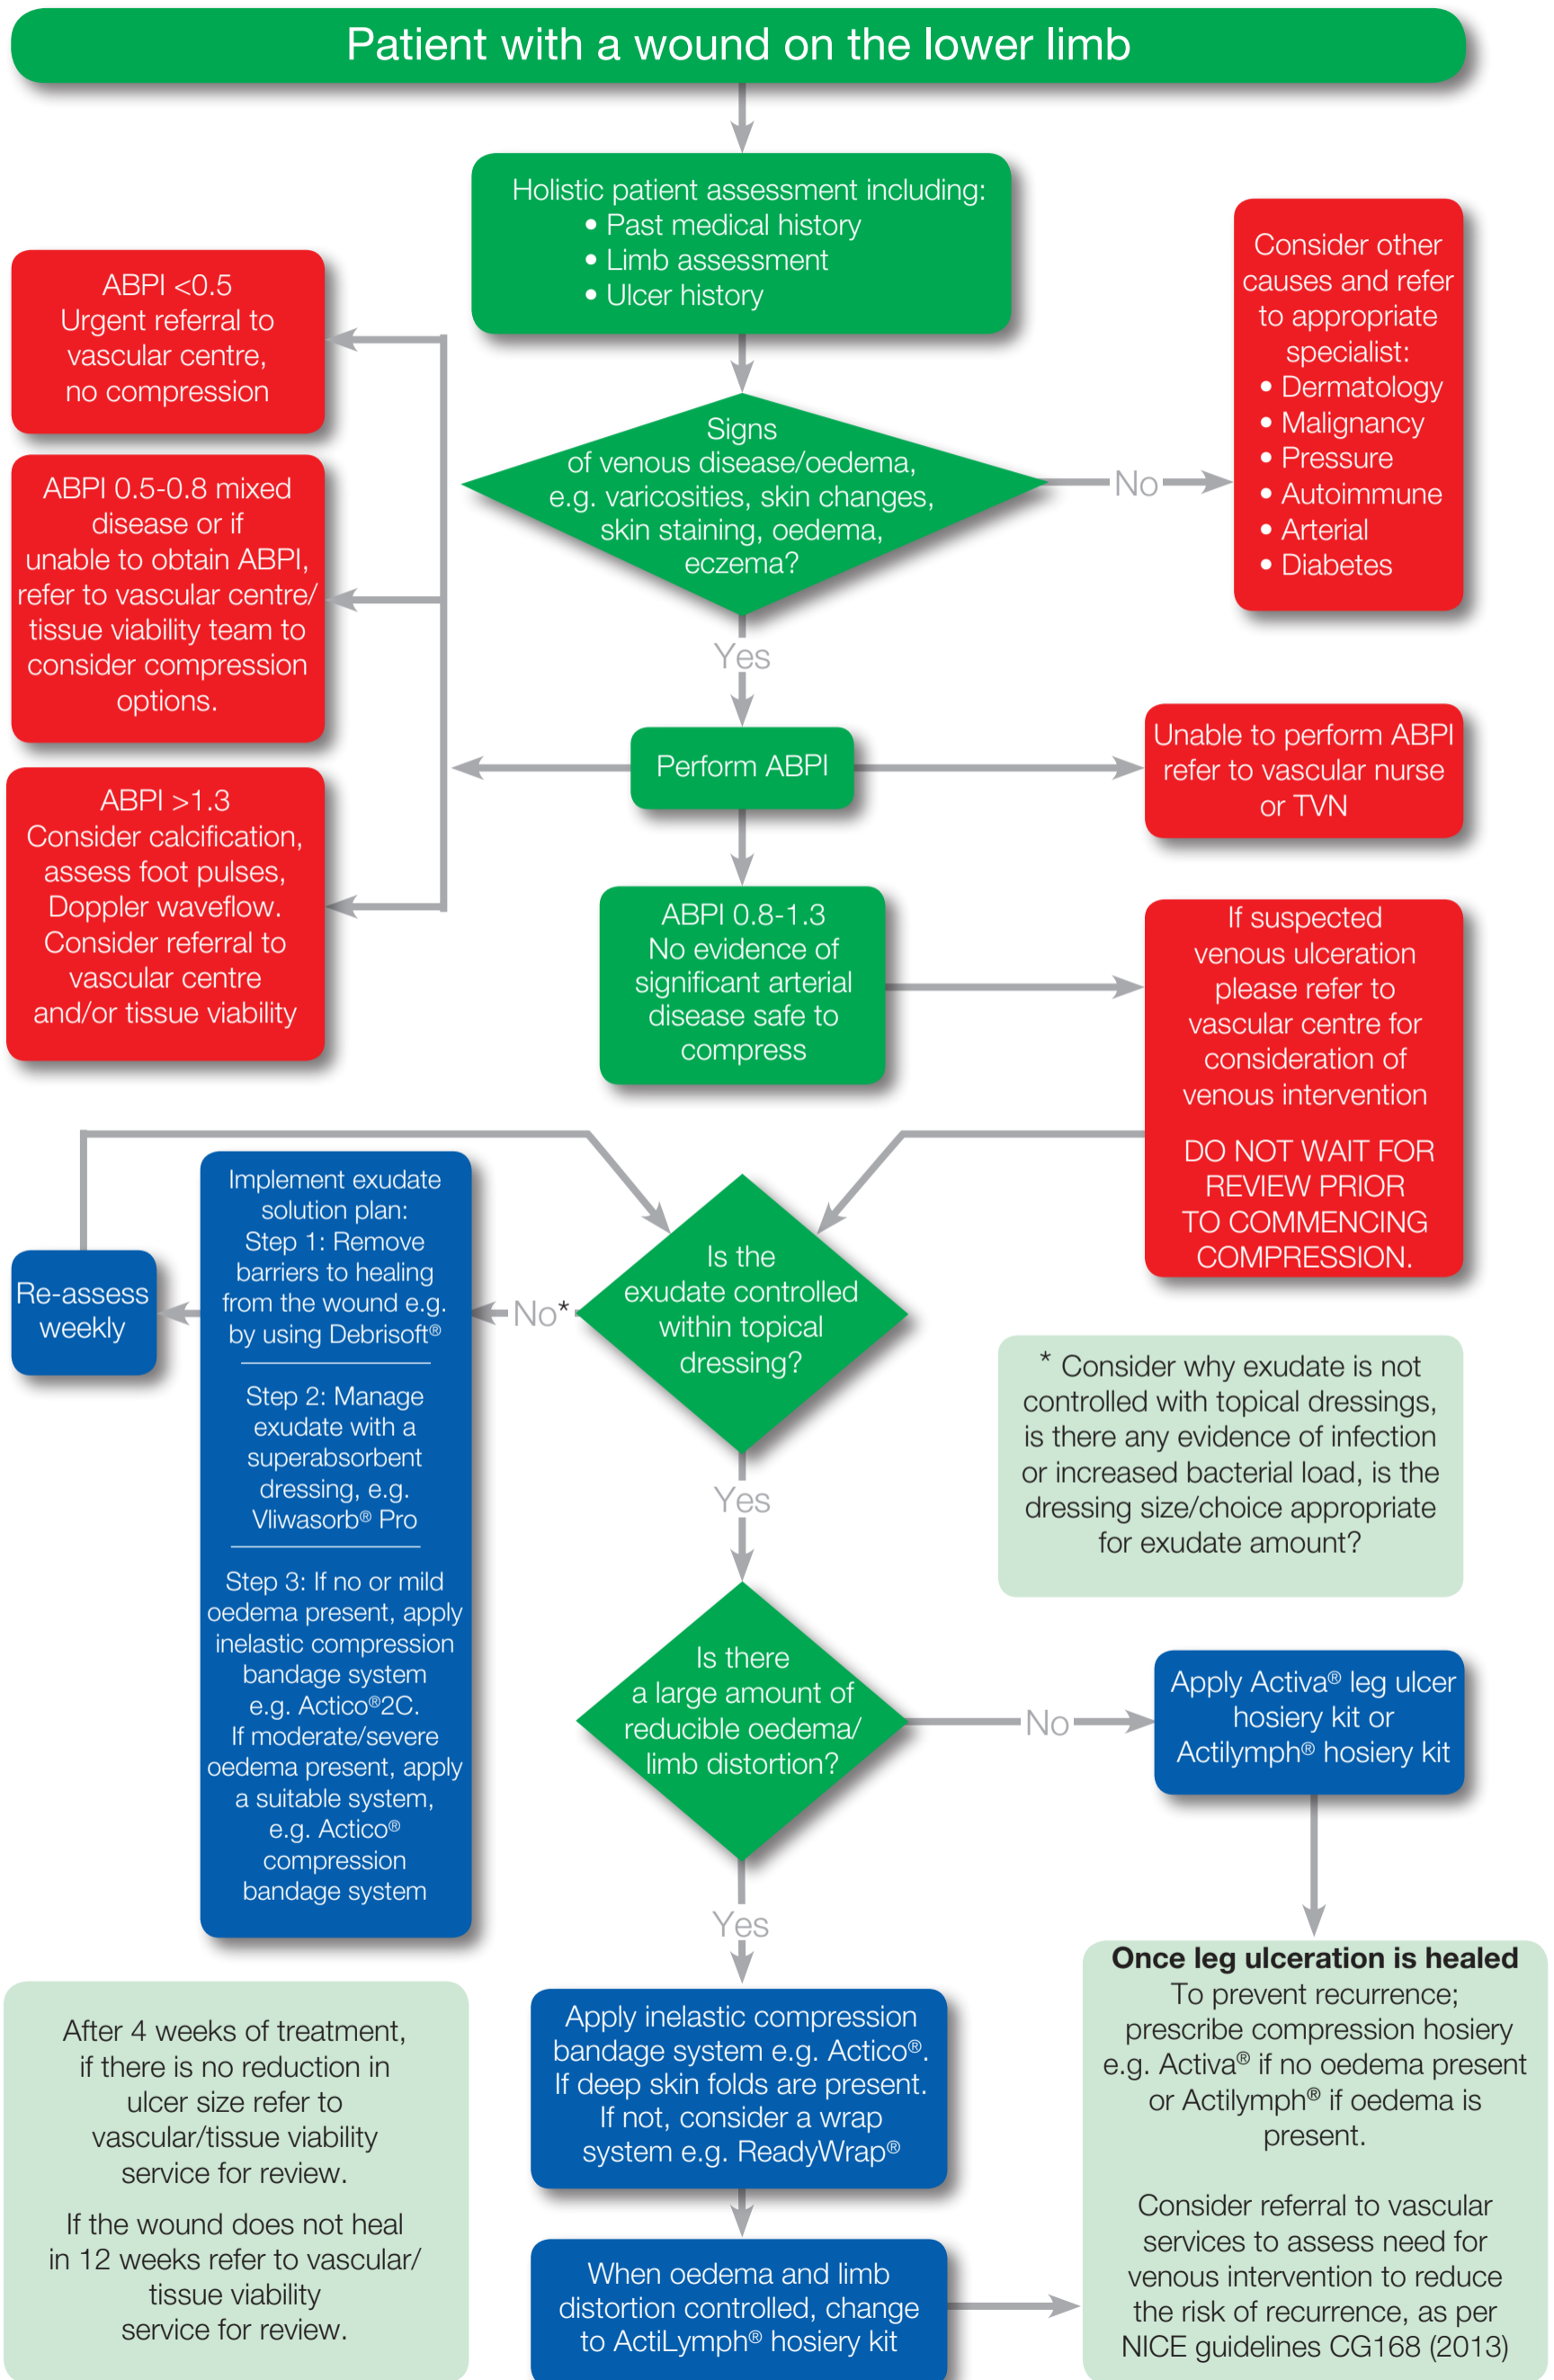 Patient with a wound on the lower limb
Holistic patient assessment including:
• Past medical history
• Limb assessment
• Ulcer history
Consider other
causes and refer
to appropriate
specialist:
• Dermatology
• Malignancy
• Pressure
• Autoimmune
• Arterial
• Diabetes
ABPI <0.5
Urgent referral to
vascular centre,
no compression
Signs
of venous disease/oedema,
e.g. varicosities, skin changes,
skin staining, oedema,
eczema?
No
ABPI 0.5-0.8 mixed
disease or if
unable to obtain ABPI,
refer to vascular centre/
tissue viability team to
consider compression
options.
Yes
Perform ABPI
Unable to perform ABPI
refer to vascular nurse
or TVN
ABPI >1.3
Consider calcification,
assess foot pulses,
Doppler waveflow.
Consider referral to
vascular centre
and/or tissue viability
ABPI 0.8-1.3
No evidence of
significant arterial
disease safe to
compress
If suspected
venous ulceration
please refer to
vascular centre for
consideration of
venous intervention
DO NOT WAIT FOR
REVIEW PRIOR
TO COMMENCING
COMPRESSION.
Is the
exudate controlled
within topical
dressing?
No*
Implement exudate
solution plan:
Step 1: Remove
barriers to healing
from the wound e.g.
by using Debrisoft®
Step 2: Manage
exudate with a
superabsorbent
dressing, e.g.
Vliwasorb® Pro
Step 3: If no or mild
oedema present, apply
inelastic compression
bandage system
e.g. Actico®2C.
If moderate/severe
oedema present, apply
a suitable system,
e.g. Actico®
compression
bandage system
Re-assess
weekly
* Consider why exudate is not
controlled with topical dressings,
is there any evidence of infection
or increased bacterial load, is the
dressing size/choice appropriate
for exudate amount?
Yes
Is there
a large amount of
reducible oedema/
limb distortion?
No
Apply Activa® leg ulcer
hosiery kit or
Actilymph® hosiery kit
Yes
Apply inelastic compression
bandage system e.g. Actico®.
If deep skin folds are present.
If not, consider a wrap
system e.g. ReadyWrap®
When oedema and limb
distortion controlled, change
to ActiLymph® hosiery kit
Once leg ulceration is healed
To prevent recurrence;
prescribe compression hosiery
e.g. Activa® if no oedema present
or Actilymph® if oedema is
present.
Consider referral to vascular
services to assess need for
venous intervention to reduce
the risk of recurrence, as per
NICE guidelines CG168 (2013)
After 4 weeks of treatment,
if there is no reduction in
ulcer size refer to
vascular/tissue viability
service for review.
If the wound does not heal
in 12 weeks refer to vascular/
tissue viability
service for review.